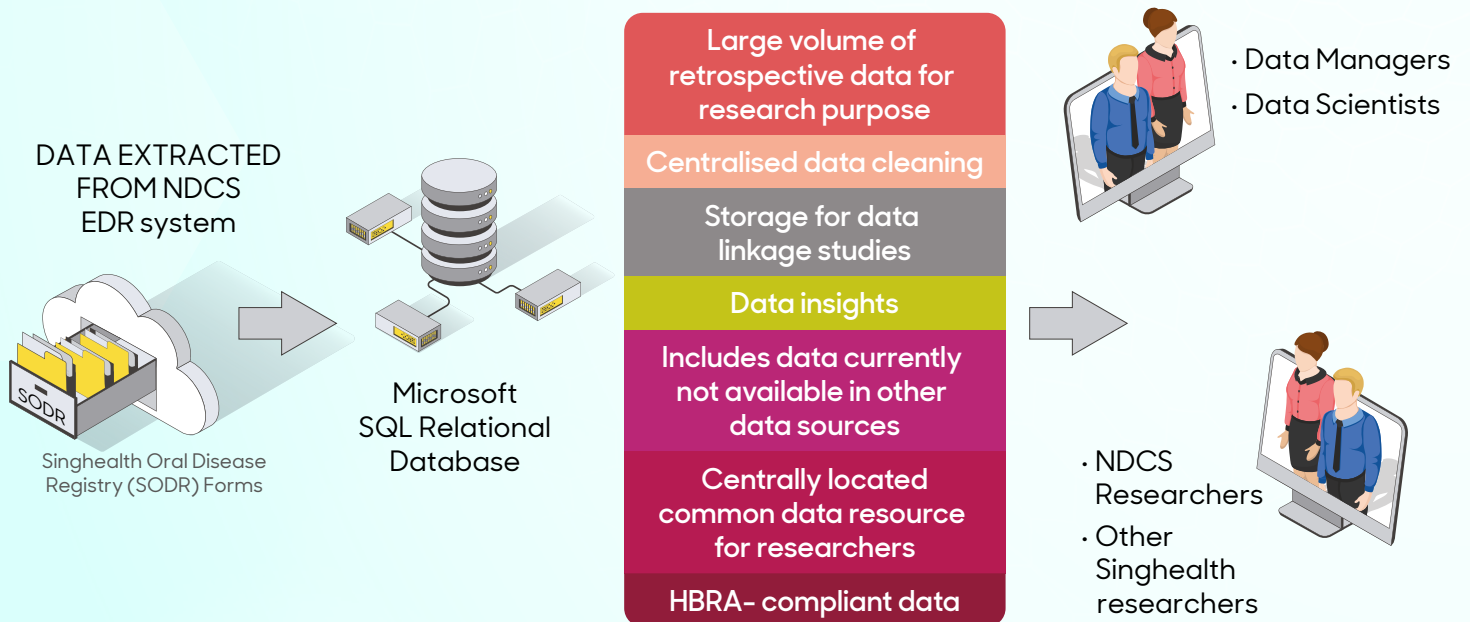 DATA EXTRACTED
FROM NDCS
EDR system
SODR
Singhealth Oral Disease
Registry (SODR) Forms
Microsoft
SQL Relational
Database
Large volume of
retrospective data for
research purpose
Centralised data cleaning
Storage for data
linkage studies
Data insights
Includes data currently
not available in other
data sources
Centrally located
common data resource
for researchers
HBRA- compliant data
· Data Managers
· Data Scientists
· NDCS
Researchers
· Other
Singhealth
researchers